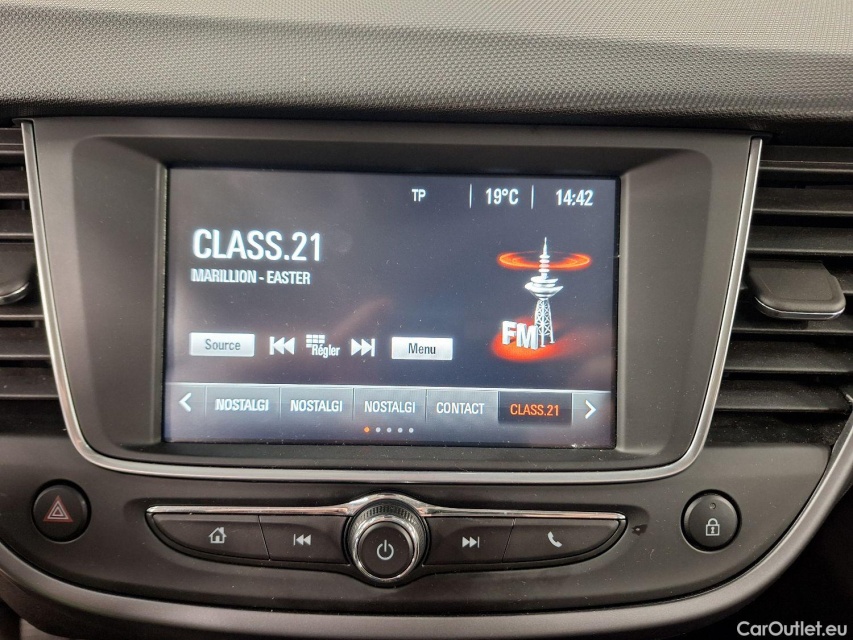 TP 19°C 14:42
CLASS.21
MARILLION - EASTER
FM
Source Régler Menu
NOSTALGI NOSTALGI NOSTALGI CONTACT CLASS.21
CarOutlet.eu